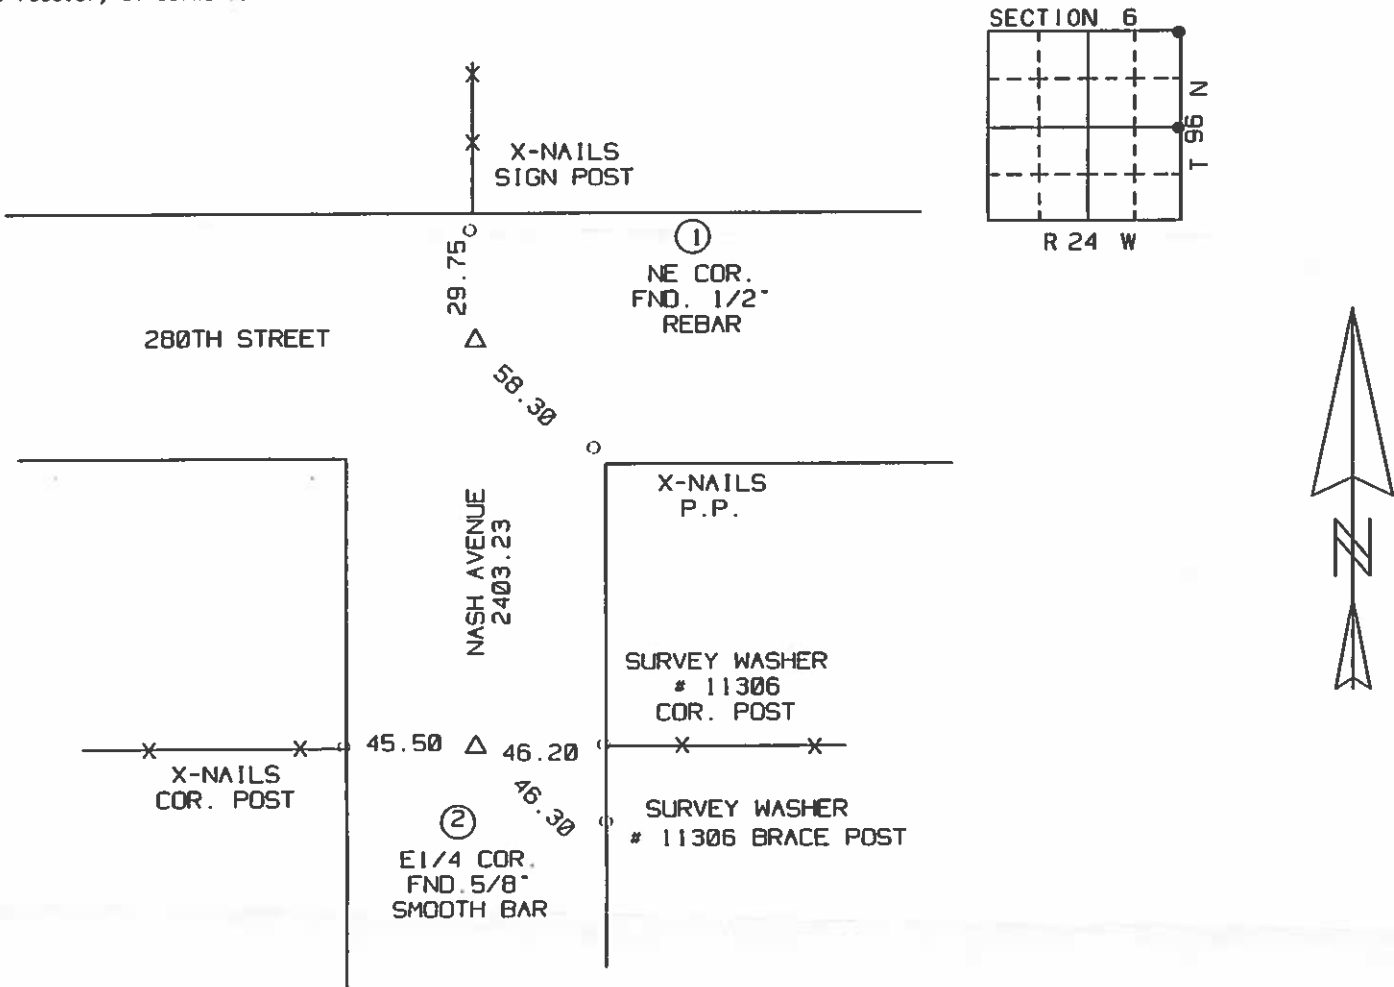 SECTION 6
T 96 N
R 24 W
X-NAILS
SIGN POST
29.75
1
NE COR.
FND. 1/2"
REBAR
280TH STREET
58.30
X-NAILS
P.P.
NASH AVENUE
2403.23
N
SURVEY WASHER
# 11306
COR. POST
45.50
46.20
X-NAILS
COR. POST
46.30
SURVEY WASHER
# 11306 BRACE POST
2
E1/4 COR.
FND.5/8"
SMOOTH BAR